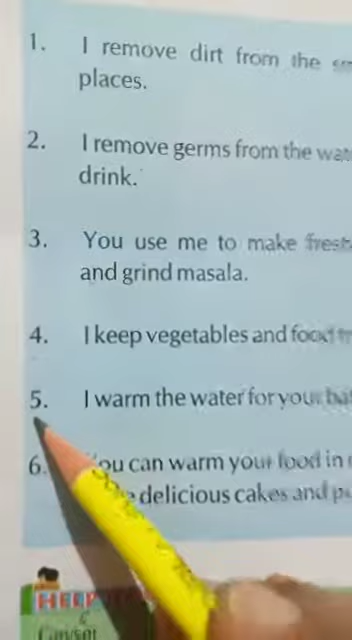 1. I remove dirt from the
places.
2. I remove germs from the
drink.
3. You use me to make
and grind masala.
4. I keep vegetables and food
5. I warm the water for your
6. You can warm your food in
delicious cakes and
HELP